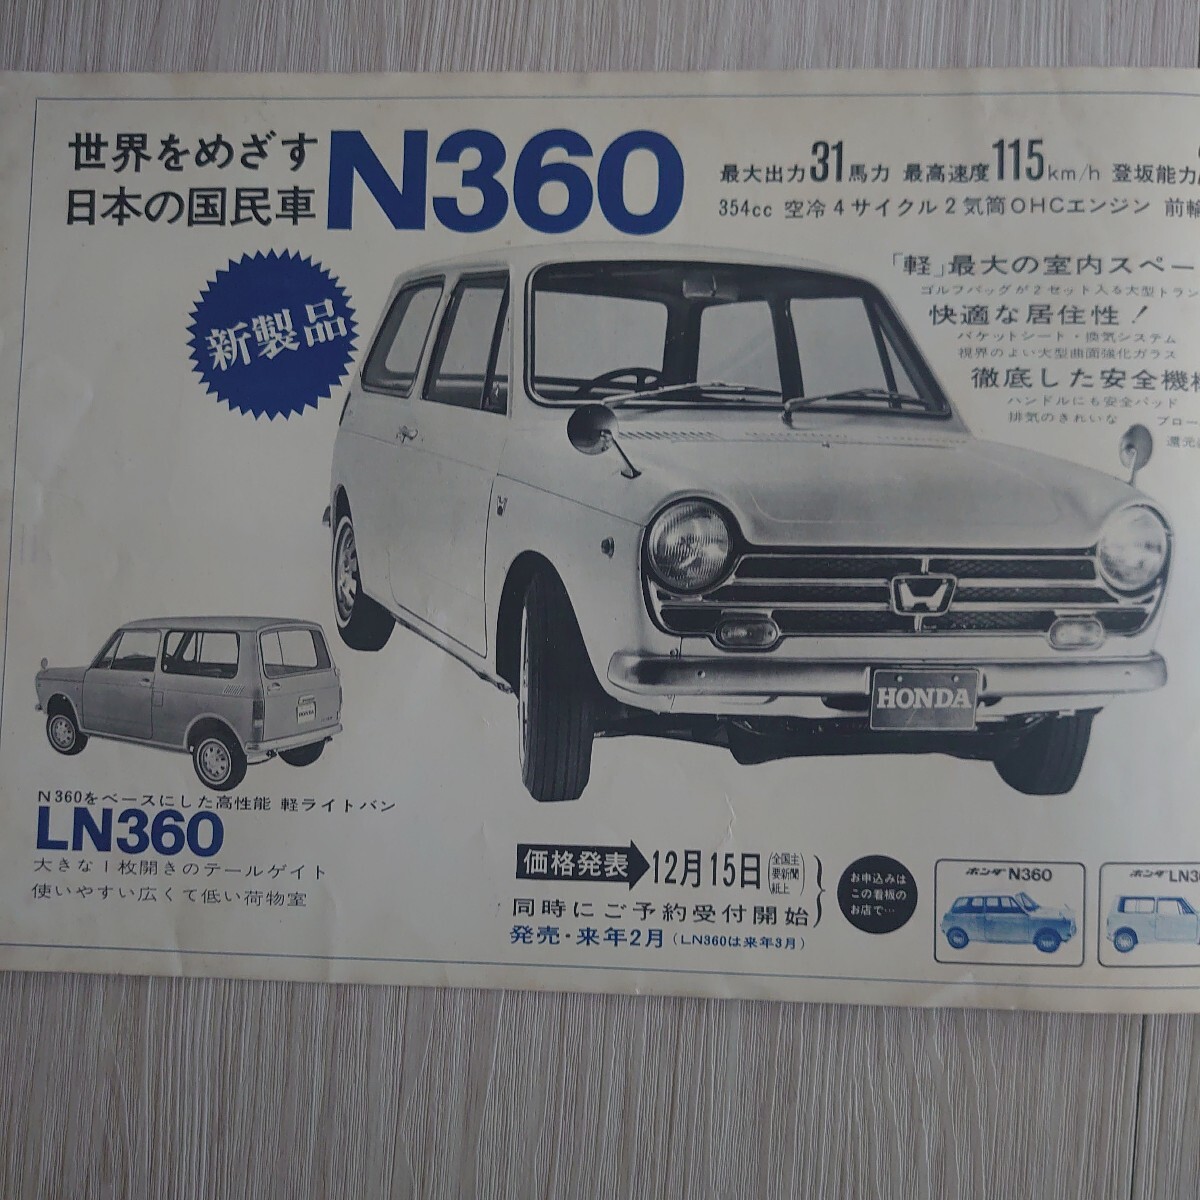 世界をめざす
日本の国民車
N360
最大出力31馬力 最高速度115km/h 登坂能力
354cc 空冷4サイクル2気筒OHCエンジン 前輪
新製品
「軽」最大の室内スペー
ゴルフバッグが2セット入る大型トラン
快適な居住性！
バケットシート・換気システム
視界のよい大型曲面強化ガラス
徹底した安全機構
ハンドルにも安全パッド
排気のきれいな ブロー
還元
HONDA
HONDA
N360をベースにした高性能 軽ライトバン
LN360
大きな1枚開きのテールゲイト
使いやすい広くて低い荷物室
価格発表 12月15日(全国主要新聞紙上)
同時にご予約受付開始
発売・来年2月(LN360は来年3月)
お申込みは
この看板の
お店で…
ホンダ N360
ホンダ LN36